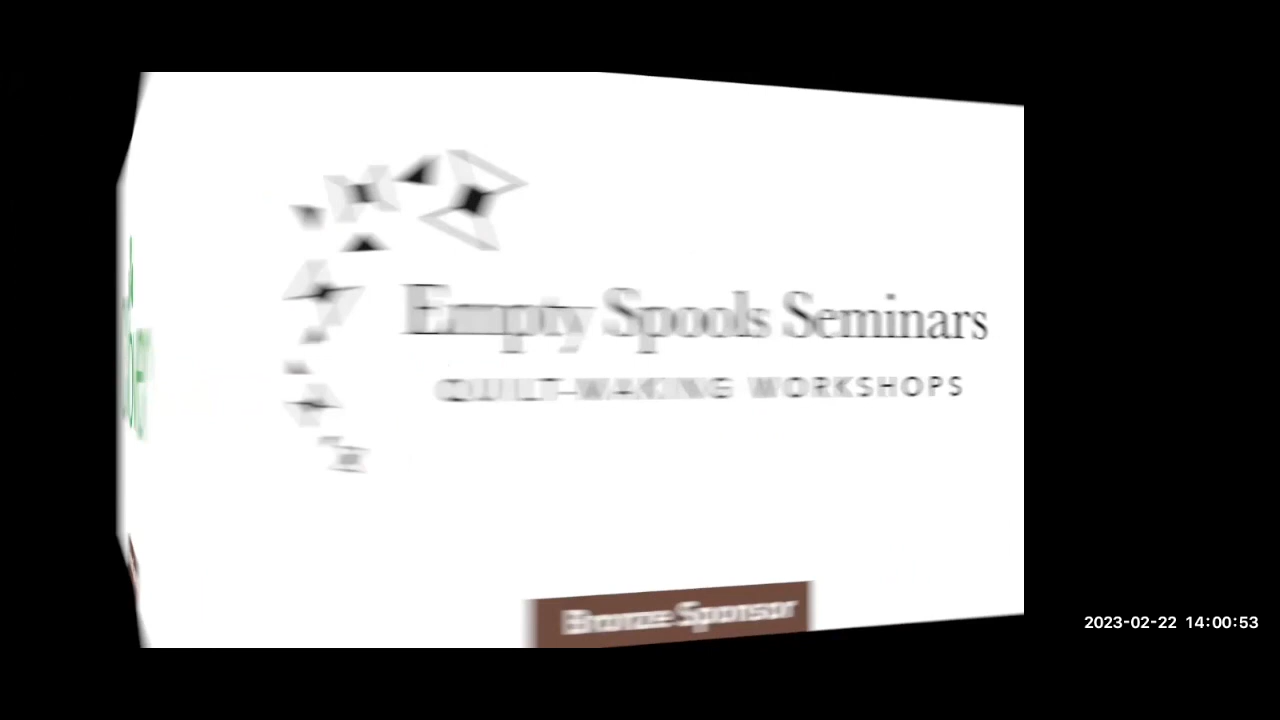 Empty Spools Seminars
QUILT-MAKING WORKSHOPS
Bronze Sponsor
2023-02-22 14:00:53